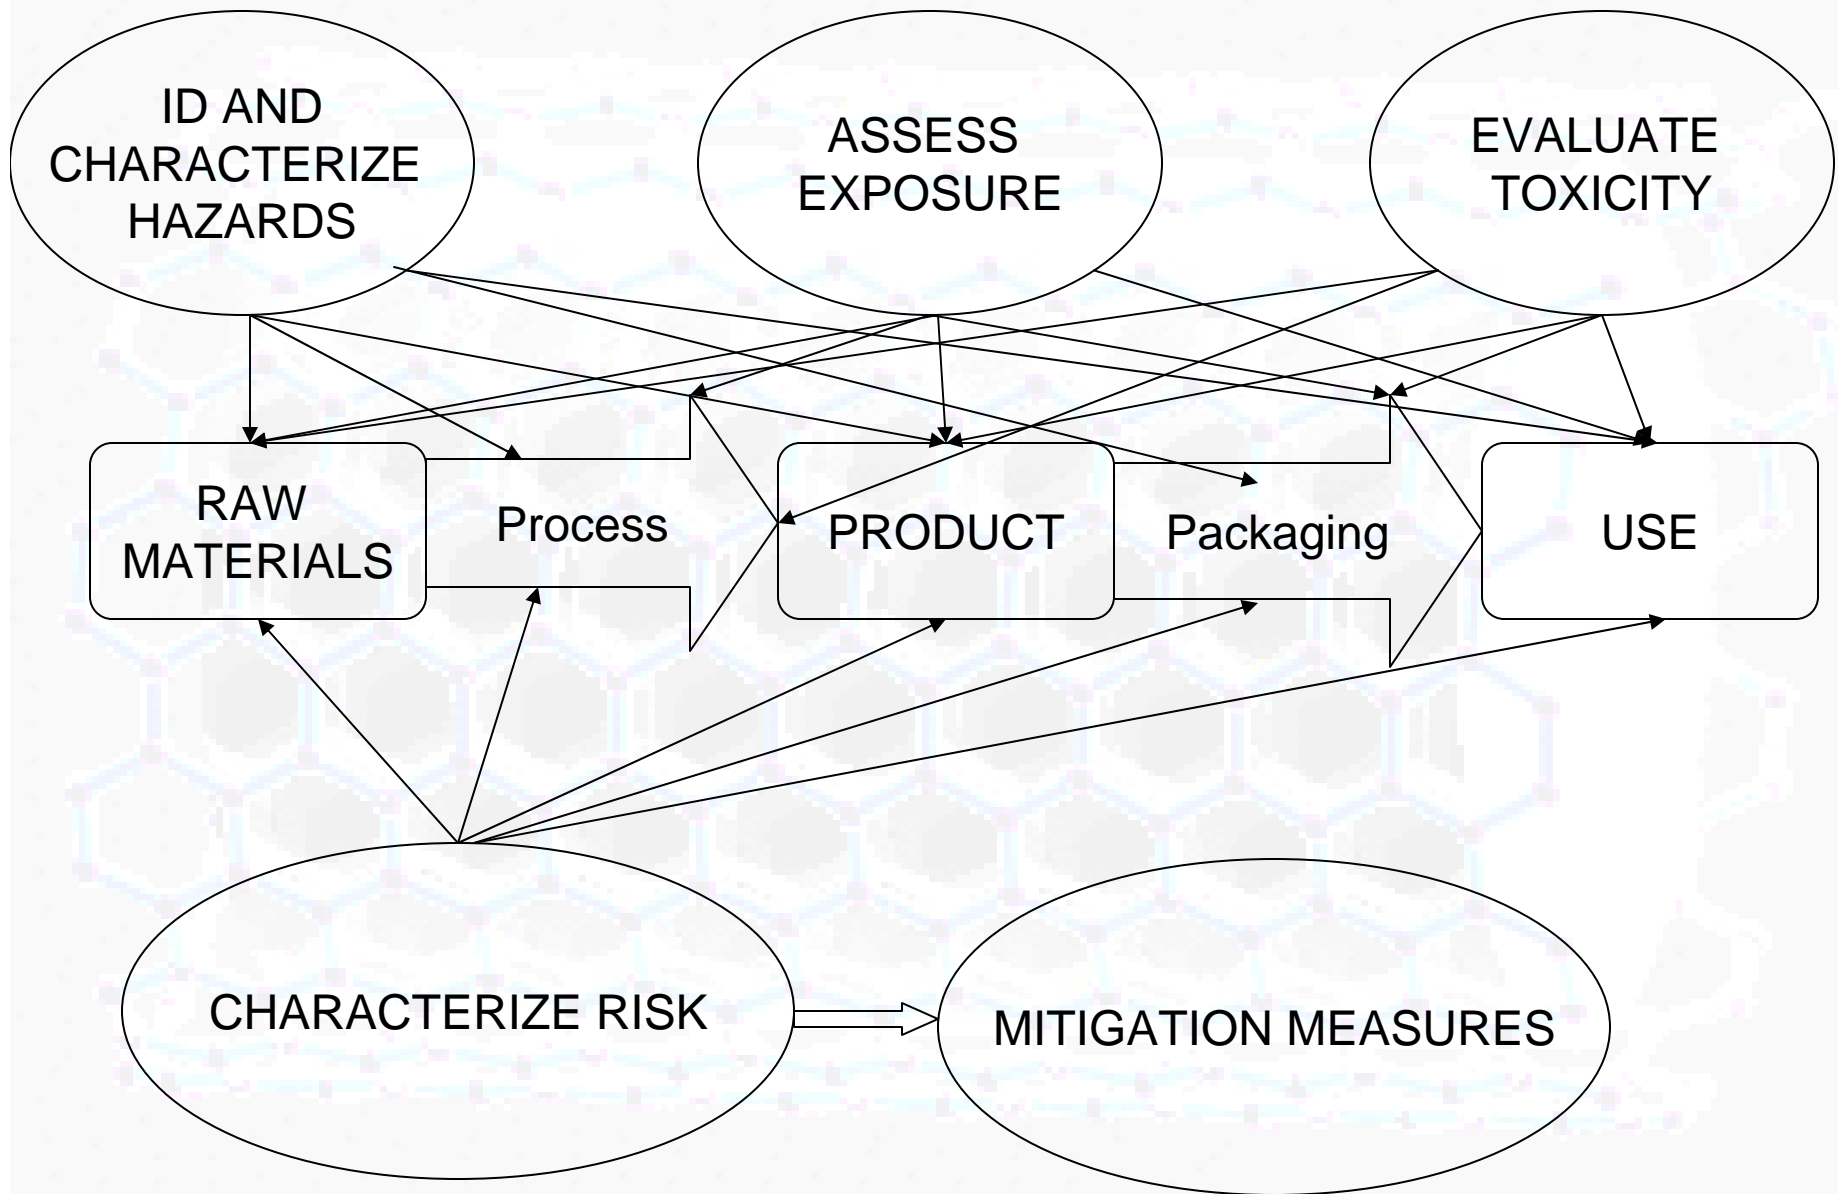 ID AND
CHARACTERIZE
HAZARDS
ASSESS
EXPOSURE
EVALUATE
TOXICITY
RAW
MATERIALS
Process
PRODUCT
Packaging
USE
CHARACTERIZE RISK
MITIGATION MEASURES